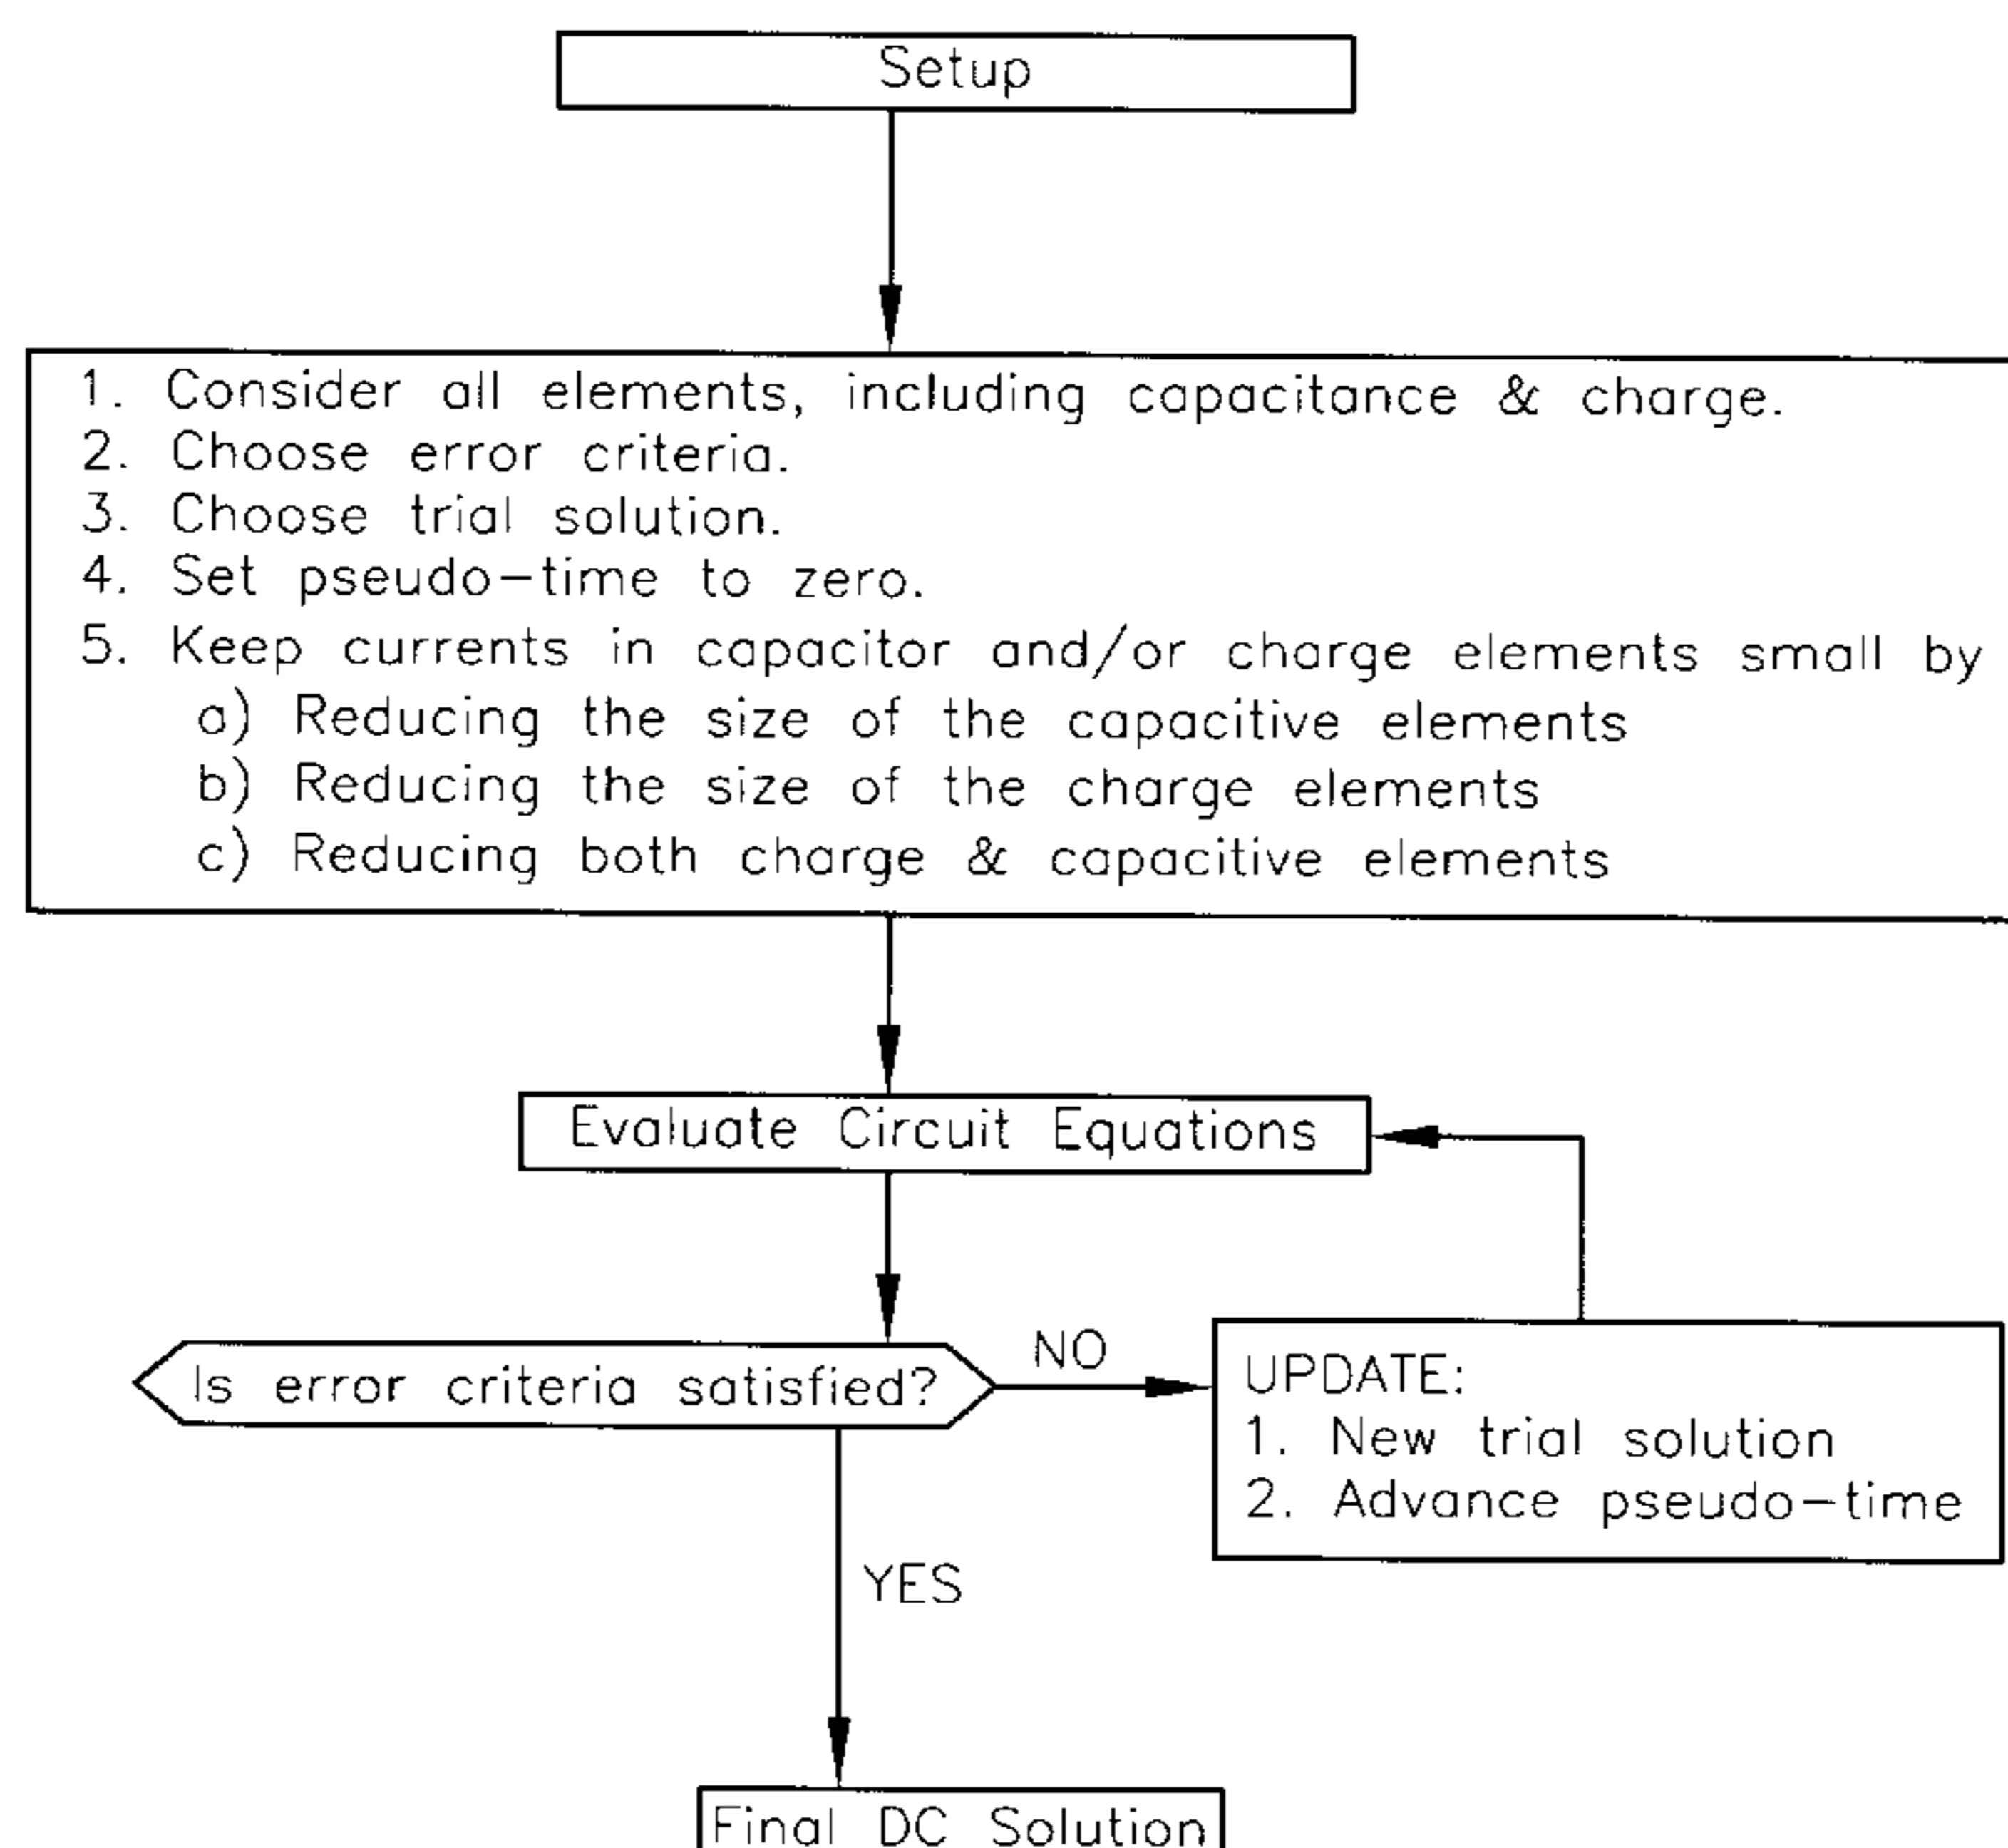 Setup
1. Consider all elements, including capacitance & charge.
2. Choose error criteria.
3. Choose trial solution.
4. Set pseudo-time to zero.
5. Keep currents in capacitor and/or charge elements small by
a) Reducing the size of the capacitive elements
b) Reducing the size of the charge elements
c) Reducing both charge & capacitive elements
Evaluate Circuit Equations
Is error criteria satisfied?
NO
UPDATE:
1. New trial solution
2. Advance pseudo-time
YES
Final DC Solution